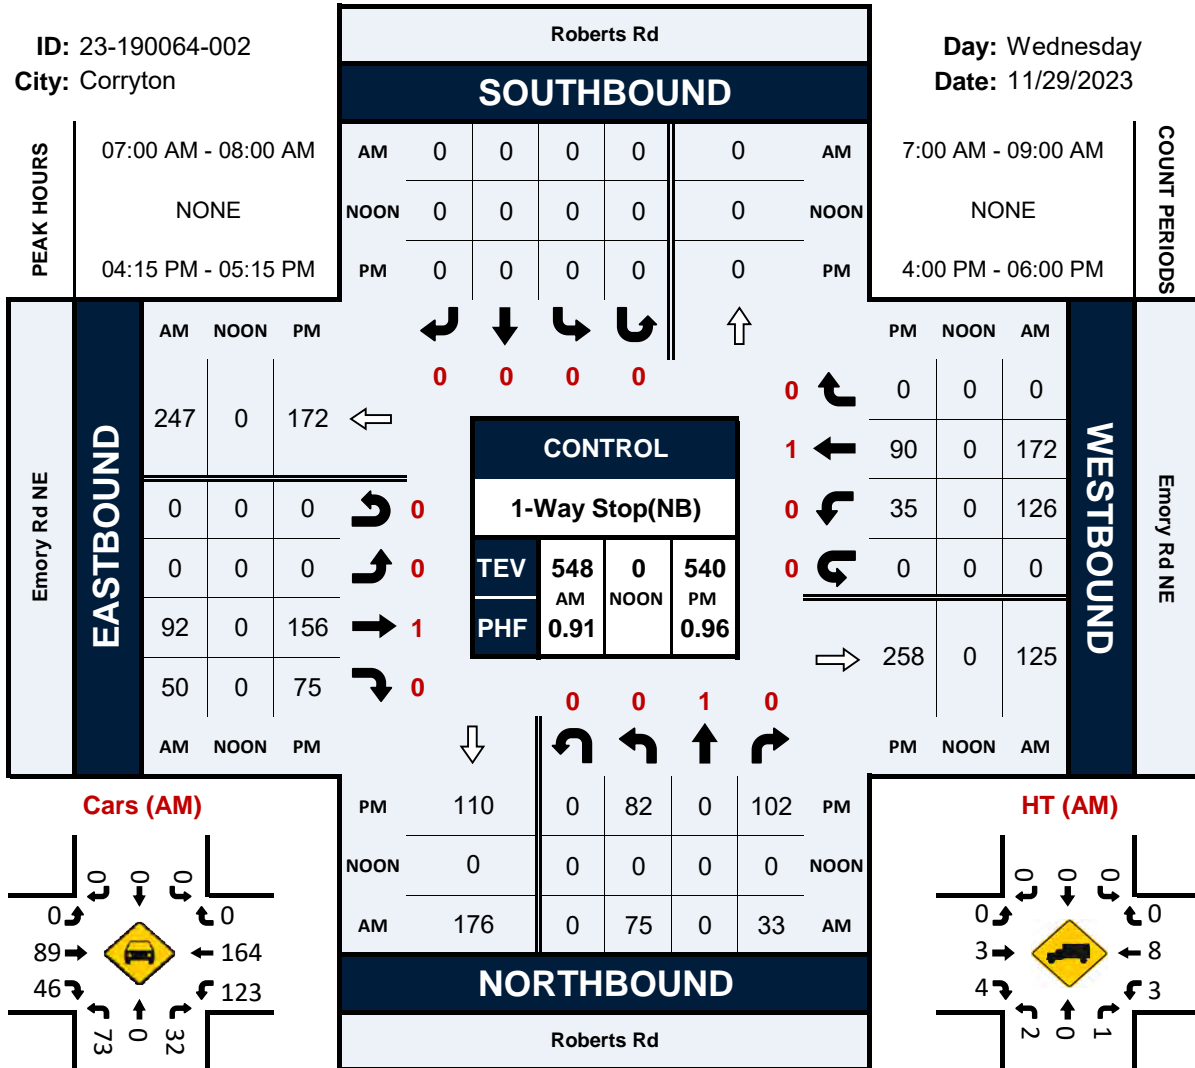 ID: 23-190064-002
City: Corryton
Roberts Rd
SOUTHBOUND
Day: Wednesday
Date: 11/29/2023
PEAK HOURS
07:00 AM - 08:00 AM
NONE
04:15 PM - 05:15 PM
AM 0 0 0 0 0 AM
NOON 0 0 0 0 0 NOON
PM 0 0 0 0 0 PM
7:00 AM - 09:00 AM
NONE
4:00 PM - 06:00 PM
COUNT PERIODS
0 0 0 0
Emory Rd NE
EASTBOUND
AM NOON PM
247 0 172
0 0 0 0
0 0 0 0
92 0 156 1
50 0 75 0
AM NOON PM
CONTROL
1-Way Stop(NB)
TEV 548 0 540
AM NOON PM
PHF 0.91 0.96
PM NOON AM
0 0 0 0
1 90 0 172
0 35 0 126
0 0 0 0
258 0 125
PM NOON AM
WESTBOUND
Emory Rd NE
0 0 1 0
PM 110 0 82 0 102 PM
NOON 0 0 0 0 0 NOON
AM 176 0 75 0 33 AM
NORTHBOUND
Roberts Rd
Cars (AM)
0 0 0
0 0
89 164
46 123
73 0 32
HT (AM)
0 0 0
0 0
3 8
4 3
2 0 1